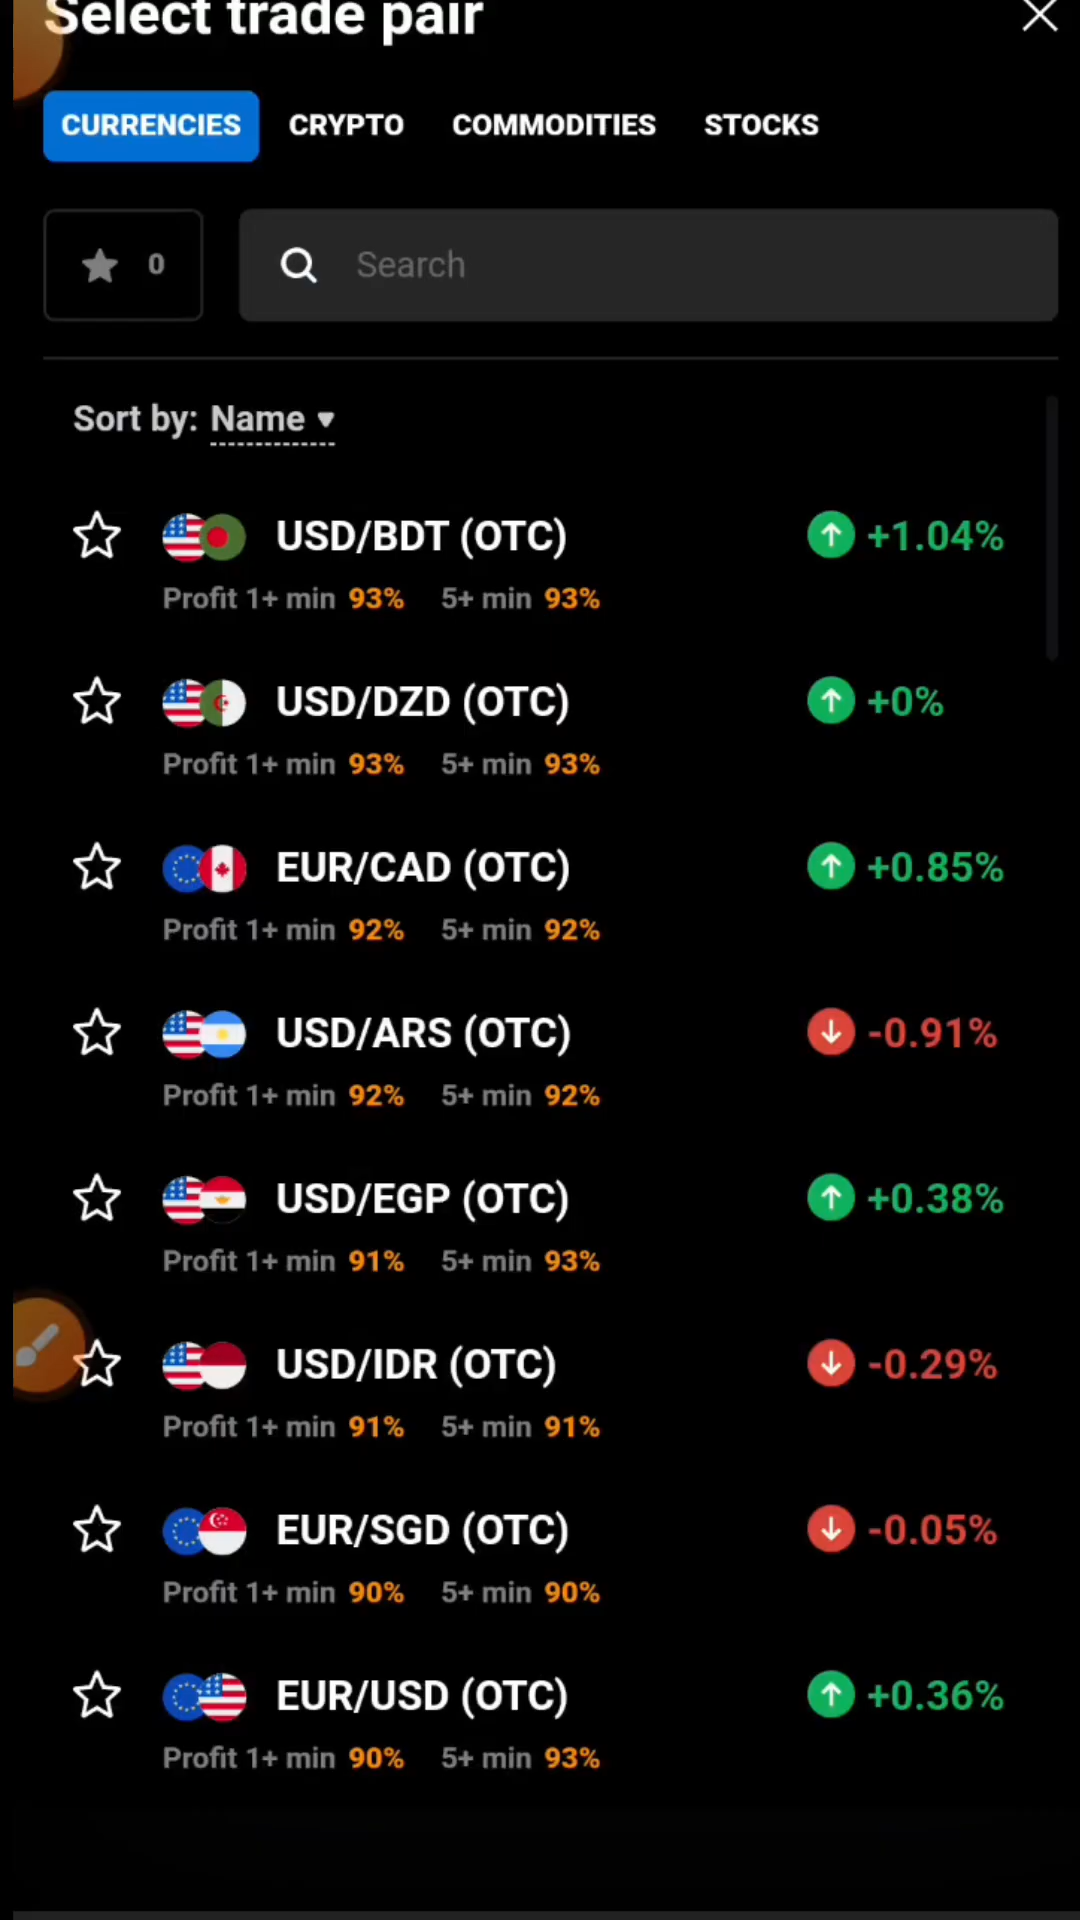 Select trade pair
CURRENCIES CRYPTO COMMODITIES STOCKS
0 Search
Sort by: Name
USD/BDT (OTC) +1.04%
Profit 1+ min 93% 5+ min 93%
USD/DZD (OTC) +0%
Profit 1+ min 93% 5+ min 93%
EUR/CAD (OTC) +0.85%
Profit 1+ min 92% 5+ min 92%
USD/ARS (OTC) -0.91%
Profit 1+ min 92% 5+ min 92%
USD/EGP (OTC) +0.38%
Profit 1+ min 91% 5+ min 93%
USD/IDR (OTC) -0.29%
Profit 1+ min 91% 5+ min 91%
EUR/SGD (OTC) -0.05%
Profit 1+ min 90% 5+ min 90%
EUR/USD (OTC) +0.36%
Profit 1+ min 90% 5+ min 93%